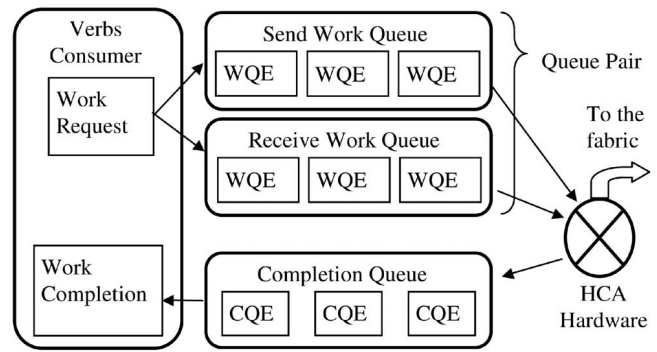 Verbs
Consumer
Work
Request
Send Work Queue
WQE WQE WQE
Queue Pair
Receive Work Queue
WQE WQE WQE
To the
fabric
Work
Completion
Completion Queue
CQE CQE CQE
HCA
Hardware